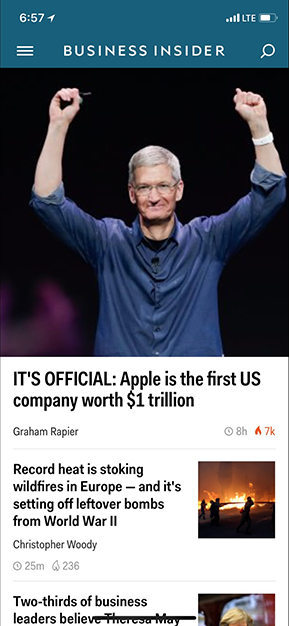 6:57
LTE
BUSINESS INSIDER
IT'S OFFICIAL: Apple is the first US
company worth $1 trillion
Graham Rapier 8h 7k
Record heat is stoking
wildfires in Europe — and it's
setting off leftover bombs
from World War II
Christopher Woody
25m 236
Two-thirds of business
leaders believe Theresa May